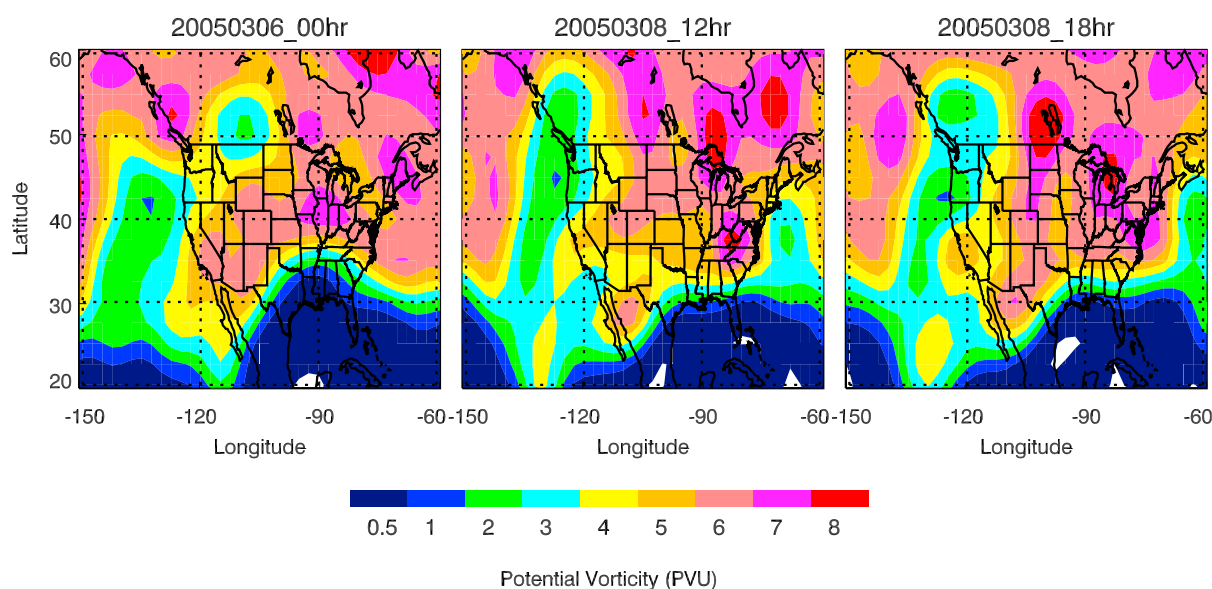 20050306_00hr 20050308_12hr 20050308_18hr
60
50
40
30
20
Latitude
-150 -120 -90 -60 -150 -120 -90 -60 -150 -120 -90 -60
Longitude Longitude Longitude
0.5 1 2 3 4 5 6 7 8
Potential Vorticity (PVU)